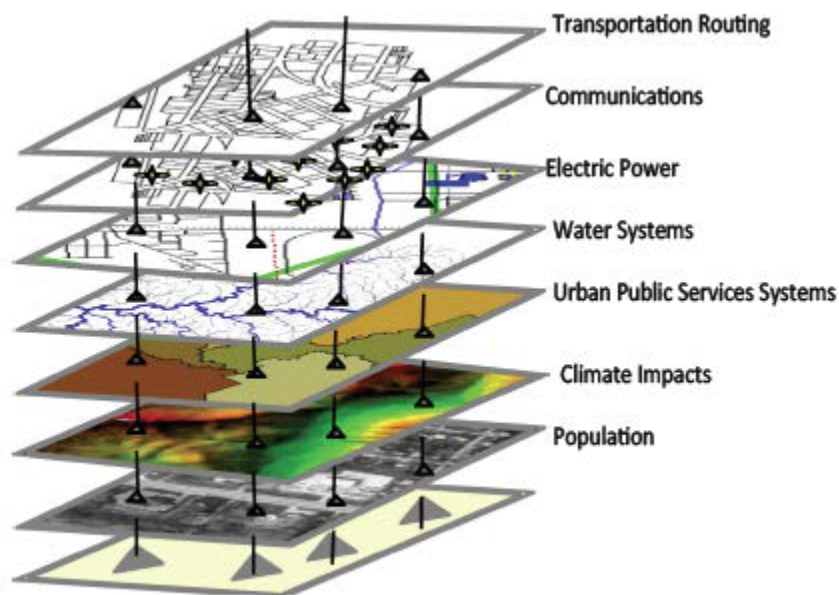 Transportation Routing
Communications
Electric Power
Water Systems
Urban Public Services Systems
Climate Impacts
Population